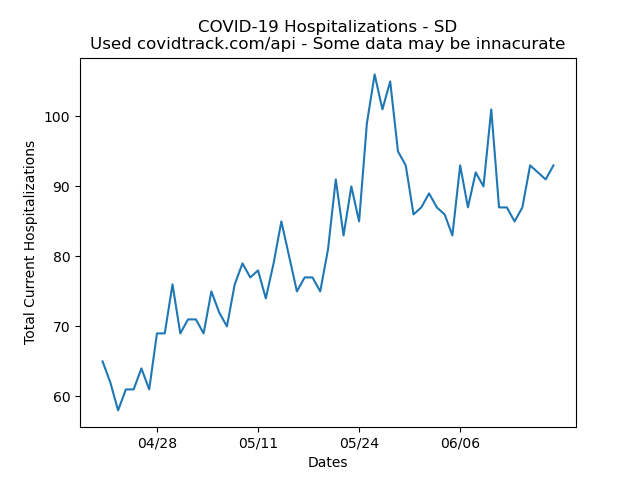 COVID-19 Hospitalizations - SD
Used covidtrack.com/api - Some data may be innacurate
Total Current Hospitalizations
100
90
80
70
60
04/28
05/11
05/24
06/06
Dates